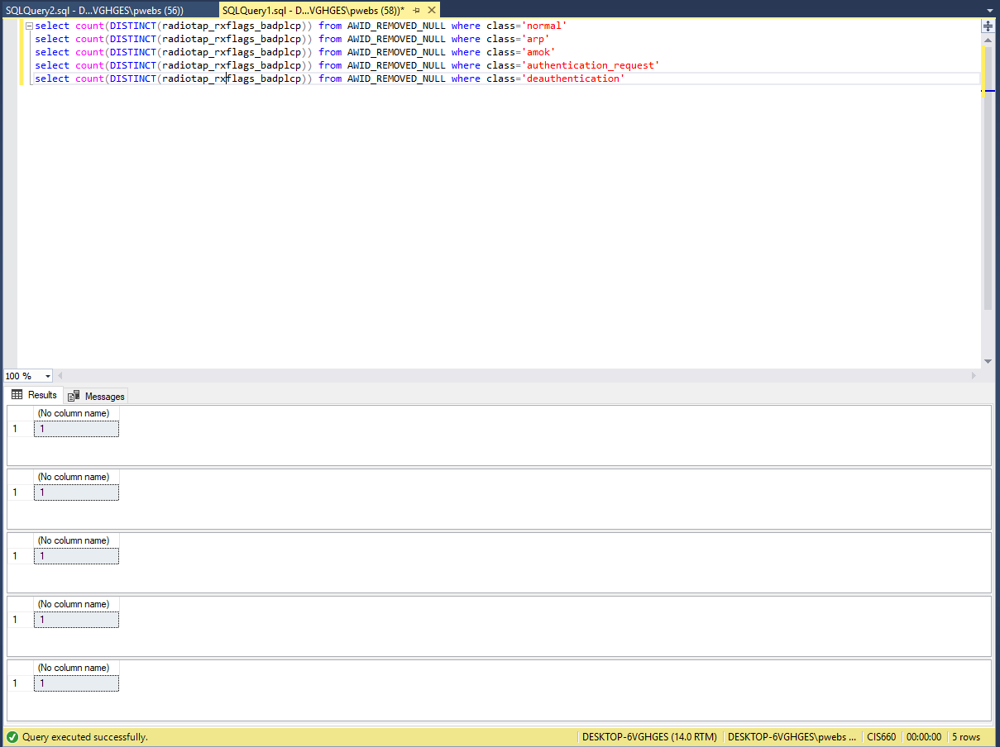 SQLQuery2.sql - D...VGHGES\pwebs (56))
SQLQuery1.sql - D...VGHGES\pwebs (58))*
select count(DISTINCT(radiotap_rxflags_badplcp)) from AWID_REMOVED_NULL where class='normal'
select count(DISTINCT(radiotap_rxflags_badplcp)) from AWID_REMOVED_NULL where class='arp'
select count(DISTINCT(radiotap_rxflags_badplcp)) from AWID_REMOVED_NULL where class='amok'
select count(DISTINCT(radiotap_rxflags_badplcp)) from AWID_REMOVED_NULL where class='authentication_request'
select count(DISTINCT(radiotap_rxflags_badplcp)) from AWID_REMOVED_NULL where class='deauthentication'
100 %
Results Messages
(No column name)
1 1
(No column name)
1 1
(No column name)
1 1
(No column name)
1 1
(No column name)
1 1
Query executed successfully. DESKTOP-6VGHGES (14.0 RTM) DESKTOP-6VGHGES\pwebs ... CIS660 00:00:00 5 rows